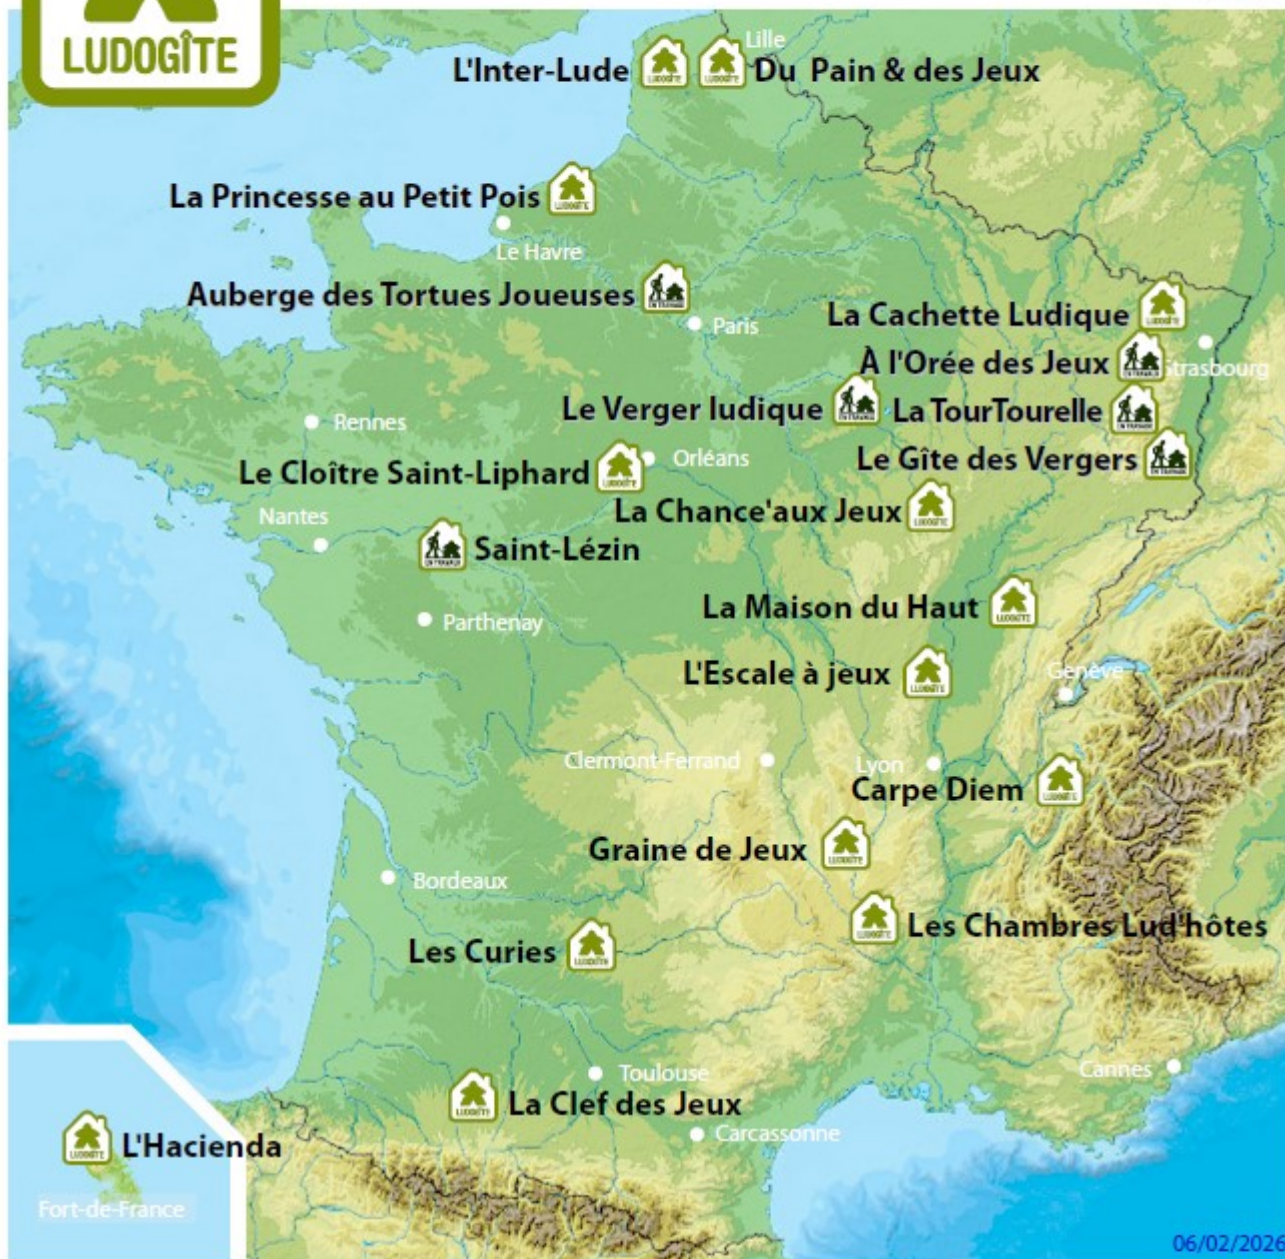 LUDOGÎTE
Lille
L'Inter-Lude
Du Pain & des Jeux
La Princesse au Petit Pois
Le Havre
Auberge des Tortues Joueuses
Paris
La Cachette Ludique
À l'Orée des Jeux
Strasbourg
Le Verger ludique
La TourTourelle
Rennes
Orléans
Le Gîte des Vergers
Le Cloître Saint-Liphard
La Chance'aux Jeux
Nantes
Saint-Lézin
La Maison du Haut
Parthenay
L'Escale à jeux
Genève
Clermont-Ferrand
Lyon
Carpe Diem
Graine de Jeux
Bordeaux
Les Chambres Lud'hôtes
Les Curies
Toulouse
Cannes
La Clef des Jeux
Carcassonne
L'Hacienda
Fort-de-France
06/02/2026